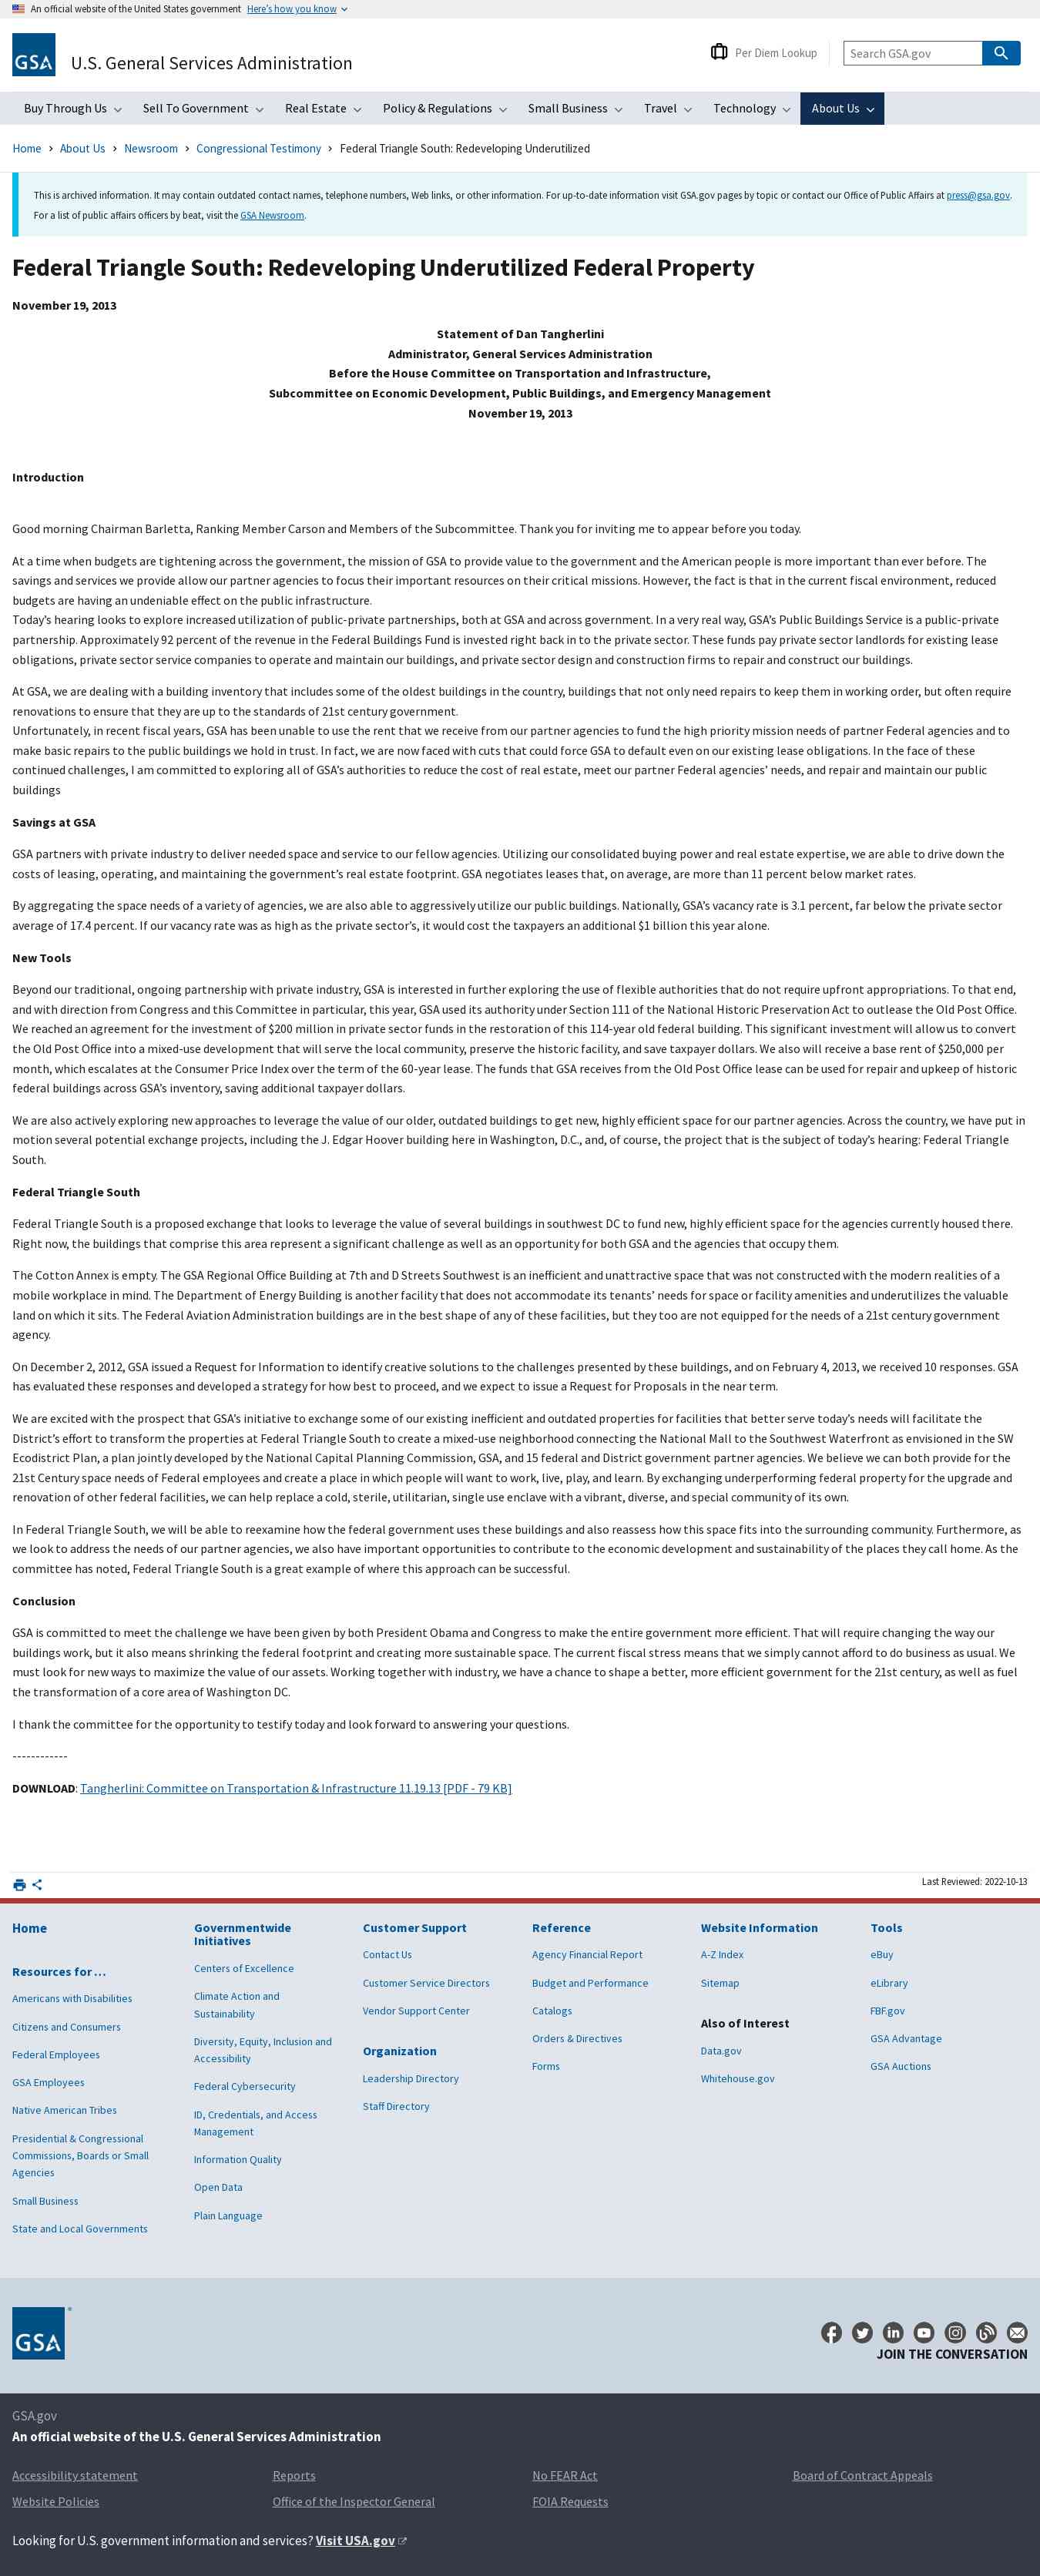 An official website of the United States government Here’s how you know
GSA
U.S. General Services Administration
Per Diem Lookup
Search GSA.gov
Buy Through Us
Sell To Government
Real Estate
Policy & Regulations
Small Business
Travel
Technology
About Us
Home > About Us > Newsroom > Congressional Testimony > Federal Triangle South: Redeveloping Underutilized
This is archived information. It may contain outdated contact names, telephone numbers, Web links, or other information. For up-to-date information visit GSA.gov pages by topic or contact our Office of Public Affairs at press@gsa.gov.
For a list of public affairs officers by beat, visit the GSA Newsroom.
Federal Triangle South: Redeveloping Underutilized Federal Property
November 19, 2013
Statement of Dan Tangherlini
Administrator, General Services Administration
Before the House Committee on Transportation and Infrastructure,
Subcommittee on Economic Development, Public Buildings, and Emergency Management
November 19, 2013
Introduction
Good morning Chairman Barletta, Ranking Member Carson and Members of the Subcommittee. Thank you for inviting me to appear before you today.
At a time when budgets are tightening across the government, the mission of GSA to provide value to the government and the American people is more important than ever before. The
savings and services we provide allow our partner agencies to focus their important resources on their critical missions. However, the fact is that in the current fiscal environment, reduced
budgets are having an undeniable effect on the public infrastructure.
Today’s hearing looks to explore increased utilization of public-private partnerships, both at GSA and across government. In a very real way, GSA’s Public Buildings Service is a public-private
partnership. Approximately 92 percent of the revenue in the Federal Buildings Fund is invested right back in to the private sector. These funds pay private sector landlords for existing lease
obligations, private sector service companies to operate and maintain our buildings, and private sector design and construction firms to repair and construct our buildings.
At GSA, we are dealing with a building inventory that includes some of the oldest buildings in the country, buildings that not only need repairs to keep them in working order, but often require
renovations to ensure that they are up to the standards of 21st century government.
Unfortunately, in recent fiscal years, GSA has been unable to use the rent that we receive from our partner agencies to fund the high priority mission needs of partner Federal agencies and to
make basic repairs to the public buildings we hold in trust. In fact, we are now faced with cuts that could force GSA to default even on our existing lease obligations. In the face of these
continued challenges, I am committed to exploring all of GSA’s authorities to reduce the cost of real estate, meet our partner Federal agencies’ needs, and repair and maintain our public
buildings
Savings at GSA
GSA partners with private industry to deliver needed space and service to our fellow agencies. Utilizing our consolidated buying power and real estate expertise, we are able to drive down the
costs of leasing, operating, and maintaining the government’s real estate footprint. GSA negotiates leases that, on average, are more than 11 percent below market rates.
By aggregating the space needs of a variety of agencies, we are also able to aggressively utilize our public buildings. Nationally, GSA’s vacancy rate is 3.1 percent, far below the private sector
average of 17.4 percent. If our vacancy rate was as high as the private sector’s, it would cost the taxpayers an additional $1 billion this year alone.
New Tools
Beyond our traditional, ongoing partnership with private industry, GSA is interested in further exploring the use of flexible authorities that do not require upfront appropriations. To that end,
and with direction from Congress and this Committee in particular, this year, GSA used its authority under Section 111 of the National Historic Preservation Act to outlease the Old Post Office.
We reached an agreement for the investment of $200 million in private sector funds in the restoration of this 114-year old federal building. This significant investment will allow us to convert
the Old Post Office into a mixed-use development that will serve the local community, preserve the historic facility, and save taxpayer dollars. We also will receive a base rent of $250,000 per
month, which escalates at the Consumer Price Index over the term of the 60-year lease. The funds that GSA receives from the Old Post Office lease can be used for repair and upkeep of historic
federal buildings across GSA’s inventory, saving additional taxpayer dollars.
We are also actively exploring new approaches to leverage the value of our older, outdated buildings to get new, highly efficient space for our partner agencies. Across the country, we have put in
motion several potential exchange projects, including the J. Edgar Hoover building here in Washington, D.C., and, of course, the project that is the subject of today’s hearing: Federal Triangle
South.
Federal Triangle South
Federal Triangle South is a proposed exchange that looks to leverage the value of several buildings in southwest DC to fund new, highly efficient space for the agencies currently housed there.
Right now, the buildings that comprise this area represent a significant challenge as well as an opportunity for both GSA and the agencies that occupy them.
The Cotton Annex is empty. The GSA Regional Office Building at 7th and D Streets Southwest is an inefficient and unattractive space that was not constructed with the modern realities of a
mobile workplace in mind. The Department of Energy Building is another facility that does not accommodate its tenants’ needs for space or facility amenities and underutilizes the valuable
land on which it sits. The Federal Aviation Administration buildings are in the best shape of any of these facilities, but they too are not equipped for the needs of a 21st century government
agency.
On December 2, 2012, GSA issued a Request for Information to identify creative solutions to the challenges presented by these buildings, and on February 4, 2013, we received 10 responses. GSA
has evaluated these responses and developed a strategy for how best to proceed, and we expect to issue a Request for Proposals in the near term.
We are excited with the prospect that GSA’s initiative to exchange some of our existing inefficient and outdated properties for facilities that better serve today’s needs will facilitate the
District’s effort to transform the properties at Federal Triangle South to create a mixed-use neighborhood connecting the National Mall to the Southwest Waterfront as envisioned in the SW
Ecodistrict Plan, a plan jointly developed by the National Capital Planning Commission, GSA, and 15 federal and District government partner agencies. We believe we can both provide for the
21st Century space needs of Federal employees and create a place in which people will want to work, live, play, and learn. By exchanging underperforming federal property for the upgrade and
renovation of other federal facilities, we can help replace a cold, sterile, utilitarian, single use enclave with a vibrant, diverse, and special community of its own.
In Federal Triangle South, we will be able to reexamine how the federal government uses these buildings and also reassess how this space fits into the surrounding community. Furthermore, as
we look to address the needs of our partner agencies, we also have important opportunities to contribute to the economic development and sustainability of the places they call home. As the
committee has noted, Federal Triangle South is a great example of where this approach can be successful.
Conclusion
GSA is committed to meet the challenge we have been given by both President Obama and Congress to make the entire government more efficient. That will require changing the way our
buildings work, but it also means shrinking the federal footprint and creating more sustainable space. The current fiscal stress means that we simply cannot afford to do business as usual. We
must look for new ways to maximize the value of our assets. Working together with industry, we have a chance to shape a better, more efficient government for the 21st century, as well as fuel
the transformation of a core area of Washington DC.
I thank the committee for the opportunity to testify today and look forward to answering your questions.
------------
DOWNLOAD: Tangherlini: Committee on Transportation & Infrastructure 11.19.13 [PDF - 79 KB]
Last Reviewed: 2022-10-13
Home
Resources for …
Americans with Disabilities
Citizens and Consumers
Federal Employees
GSA Employees
Native American Tribes
Presidential & Congressional
Commissions, Boards or Small
Agencies
Small Business
State and Local Governments
Governmentwide
Initiatives
Centers of Excellence
Climate Action and
Sustainability
Diversity, Equity, Inclusion and
Accessibility
Federal Cybersecurity
ID, Credentials, and Access
Management
Information Quality
Open Data
Plain Language
Customer Support
Contact Us
Customer Service Directors
Vendor Support Center
Organization
Leadership Directory
Staff Directory
Reference
Agency Financial Report
Budget and Performance
Catalogs
Orders & Directives
Forms
Website Information
A-Z Index
Sitemap
Also of Interest
Data.gov
Whitehouse.gov
Tools
eBuy
eLibrary
FBF.gov
GSA Advantage
GSA Auctions
GSA
JOIN THE CONVERSATION
GSA.gov
An official website of the U.S. General Services Administration
Accessibility statement
Reports
No FEAR Act
Board of Contract Appeals
Website Policies
Office of the Inspector General
FOIA Requests
Looking for U.S. government information and services? Visit USA.gov